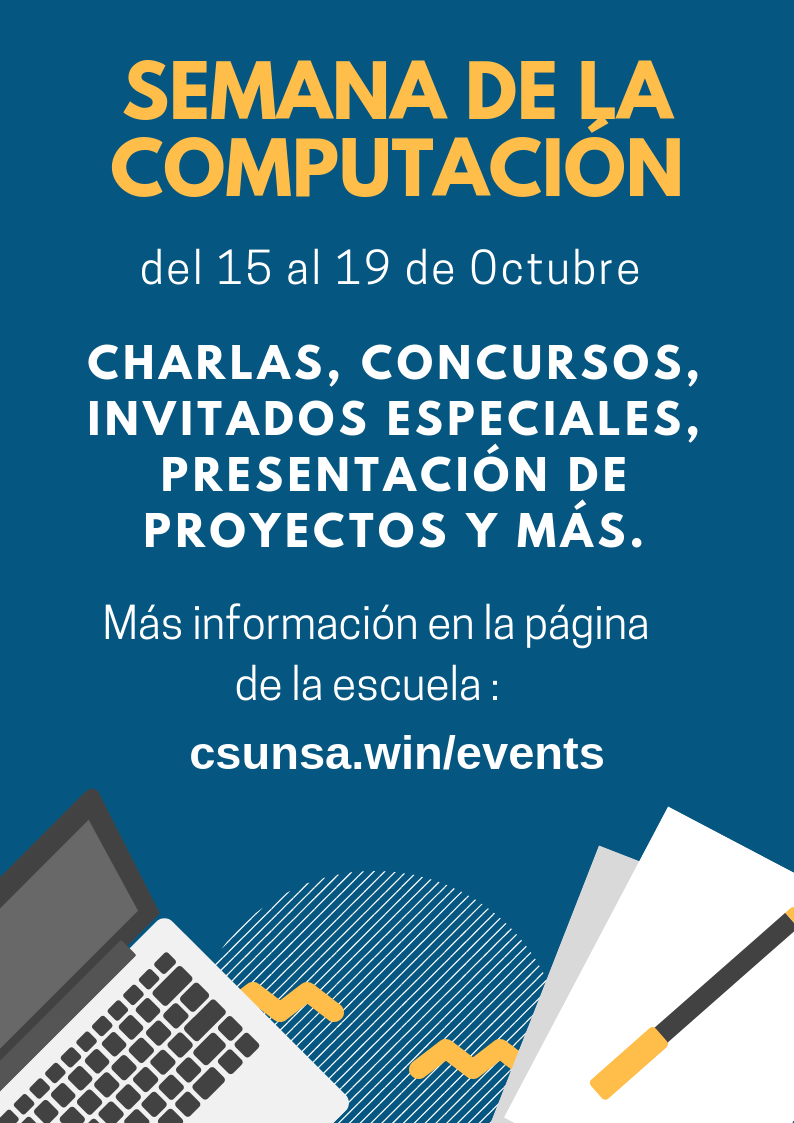 SEMANA DE LA
COMPUTACIÓN
del 15 al 19 de Octubre
CHARLAS, CONCURSOS,
INVITADOS ESPECIALES,
PRESENTACIÓN DE
PROYECTOS Y MÁS.
Más información en la página
de la escuela :
csunsa.win/events